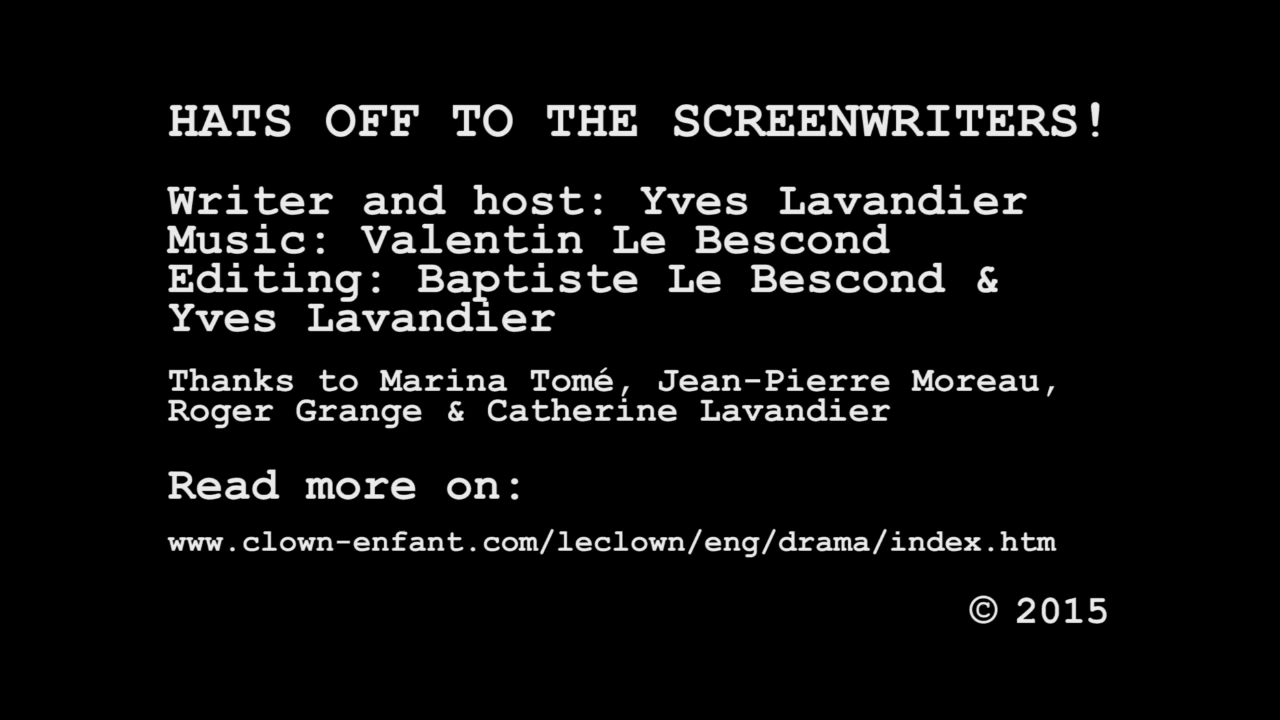 HATS OFF TO THE SCREENWRITERS!
Writer and host: Yves Lavandier
Music: Valentin Le Bescond
Editing: Baptiste Le Bescond &
Yves Lavandier
Thanks to Marina Tomé, Jean-Pierre Moreau,
Roger Grange & Catherine Lavandier
Read more on:
www.clown-enfant.com/leclown/eng/drama/index.htm
© 2015